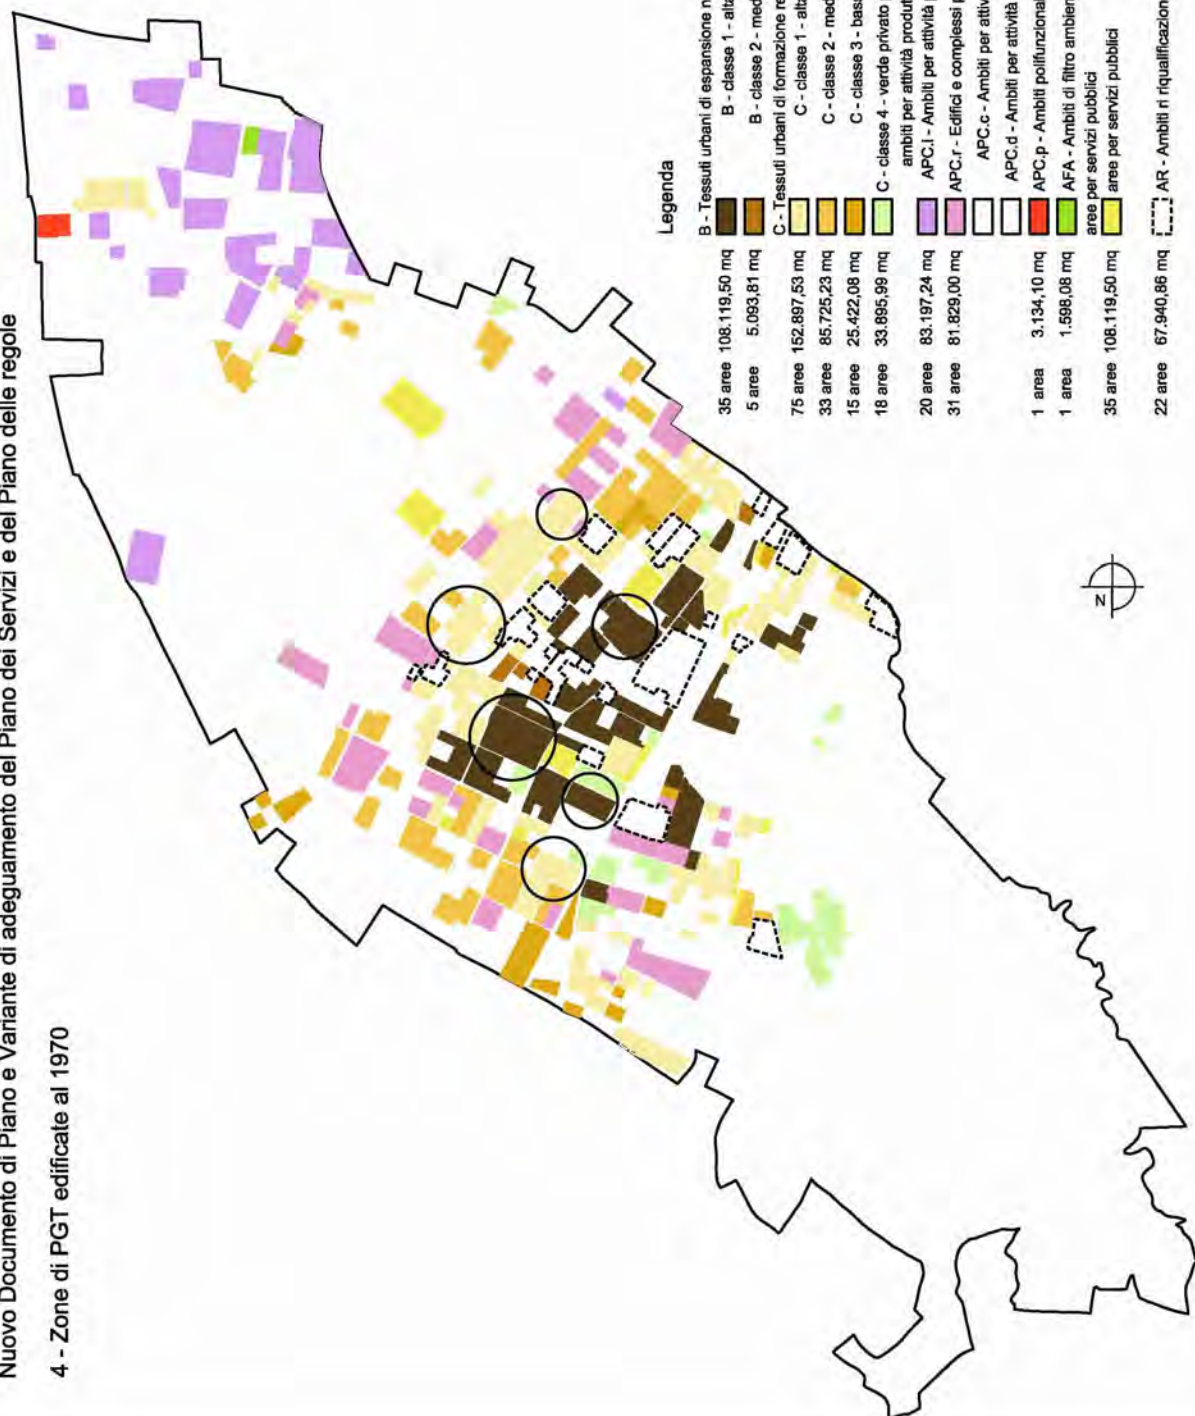 Nuovo Documento di Piano e Variante di adeguamento del Piano dei Servizi e del Piano delle regole
4 - Zone di PGT edificate al 1970
N
Legenda
B - Tessuti urbani di espansione
35 aree 108.119,50 mq B - classe 1 - alta
5 aree 5.093,81 mq B - classe 2 -
C - Tessuti urbani di formazione
75 aree 152.897,53 mq C - classe 1 - alta
33 aree 85.725,23 mq C - classe 2 -
15 aree 25.422,08 mq C - classe 3 -
18 aree 33.895,99 mq C - classe 4 - verde privato
ambiti per attività
20 aree 83.197,24 mq APC.l - Ambiti per attività
31 aree 81.829,00 mq APC.r - Edifici e complessi
APC.c - Ambiti per
APC.d - Ambiti per attività
1 area 3.134,10 mq APC.p - Ambiti
1 area 1.598,08 mq AFA - Ambiti di filtro
aree per servizi pubblici
35 aree 108.119,50 mq aree per servizi pubblici
22 aree 67.940,86 mq AR - Ambiti ri